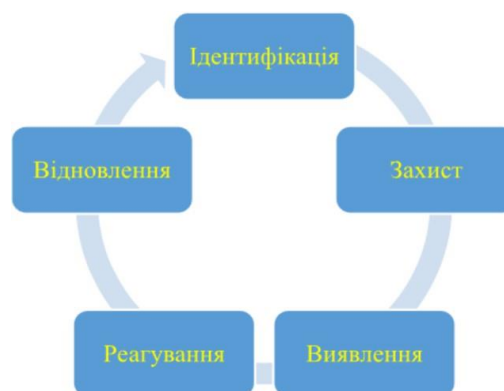 Ідентифікація
Захист
Виявлення
Реагування
Відновлення